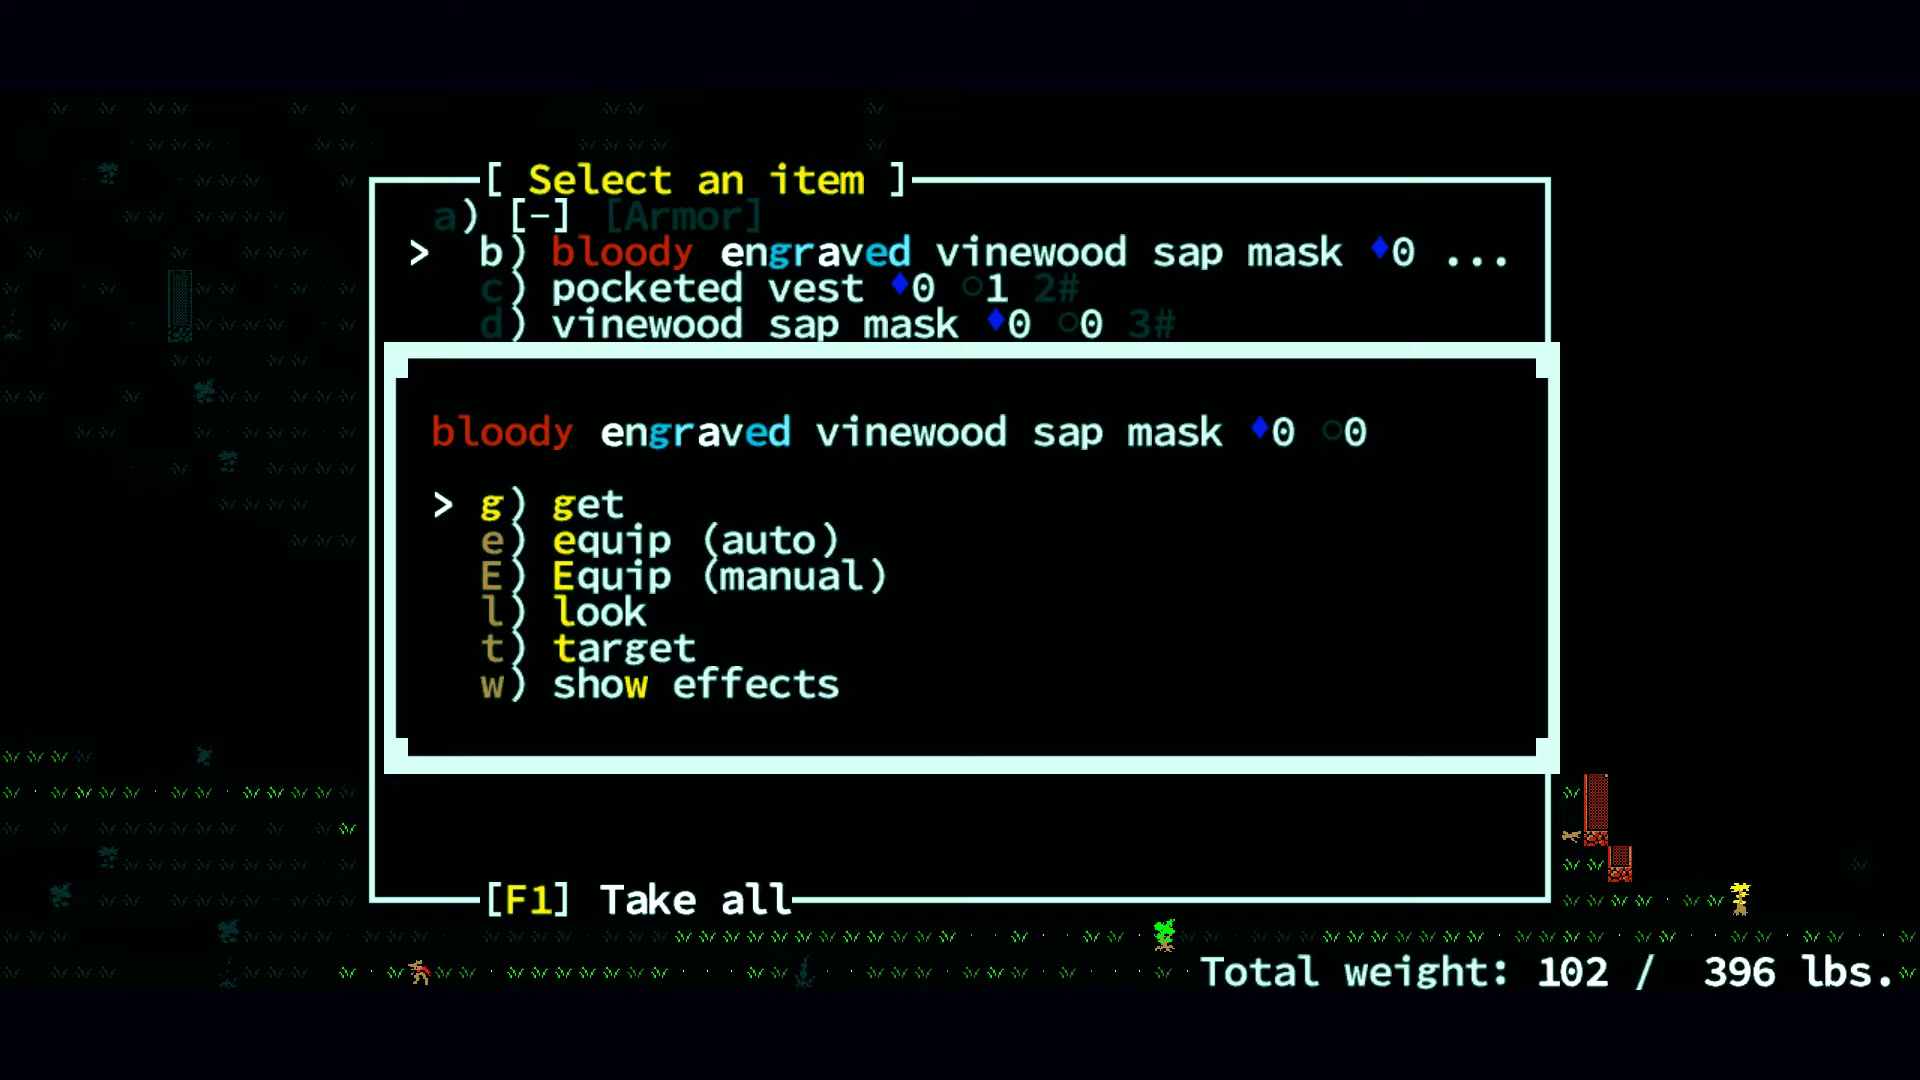 [ Select an item ]
a) [-] [Armor]
> b) bloody engraved vinewood sap mask ♦0 ...
c) pocketed vest ♦0 ○1 2#
d) vinewood sap mask ♦0 ○0 3#
bloody engraved vinewood sap mask ♦0 ○0
> g) get
e) equip (auto)
E) Equip (manual)
l) look
t) target
w) show effects
[F1] Take all
Total weight: 102 / 396 lbs.